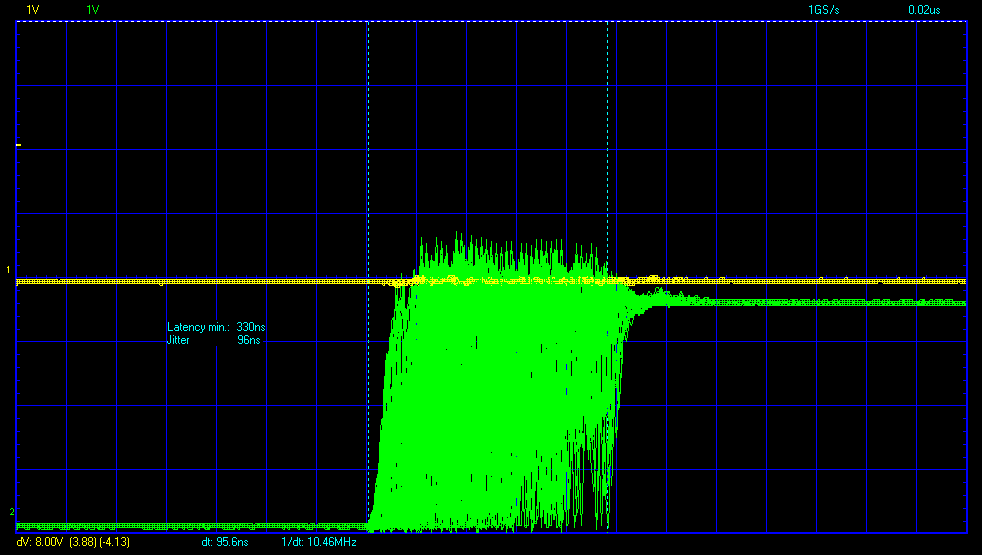 1V 1V 1GS/s 0.02us
1
Latency min.: 330ns
Jitter 96ns
2
dV: 8.00V (3.88) (-4.13) dt: 95.6ns 1/dt: 10.46MHz